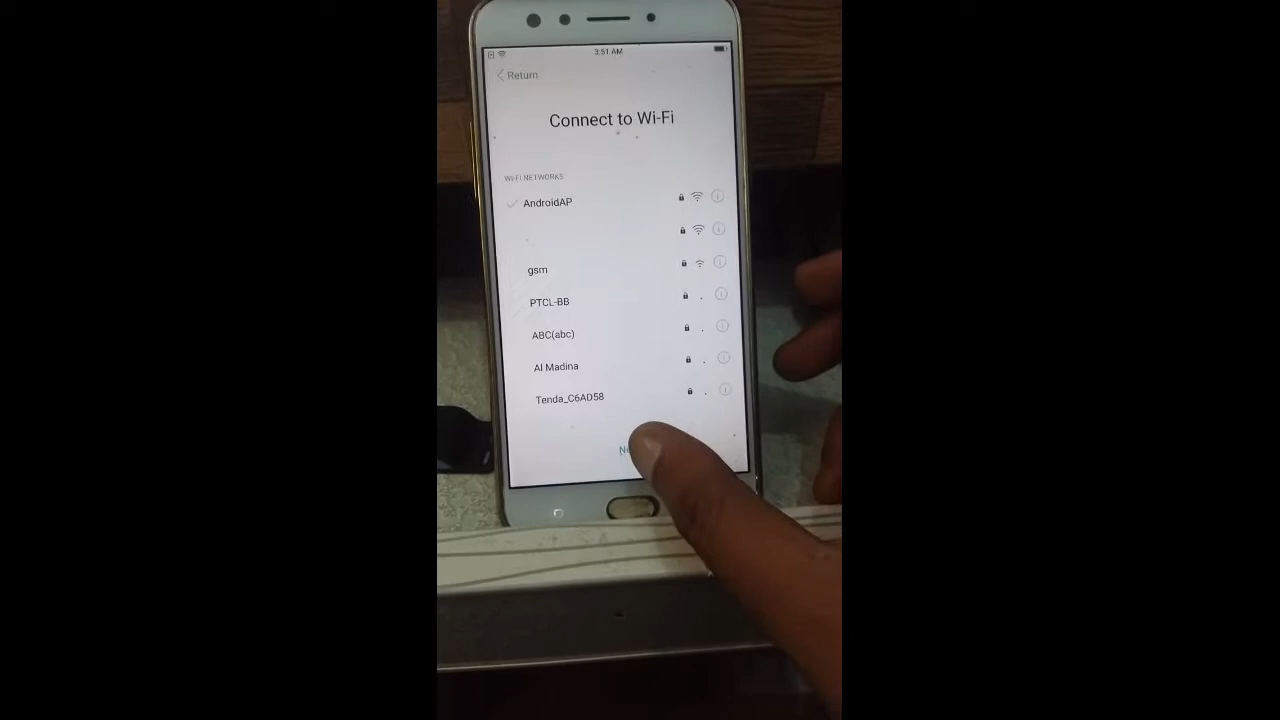 3:51 AM
Return
Connect to Wi-Fi
WI-FI NETWORKS
AndroidAP
gsm
PTCL-BB
ABC(abc)
Al Madina
Tenda_C6AD58